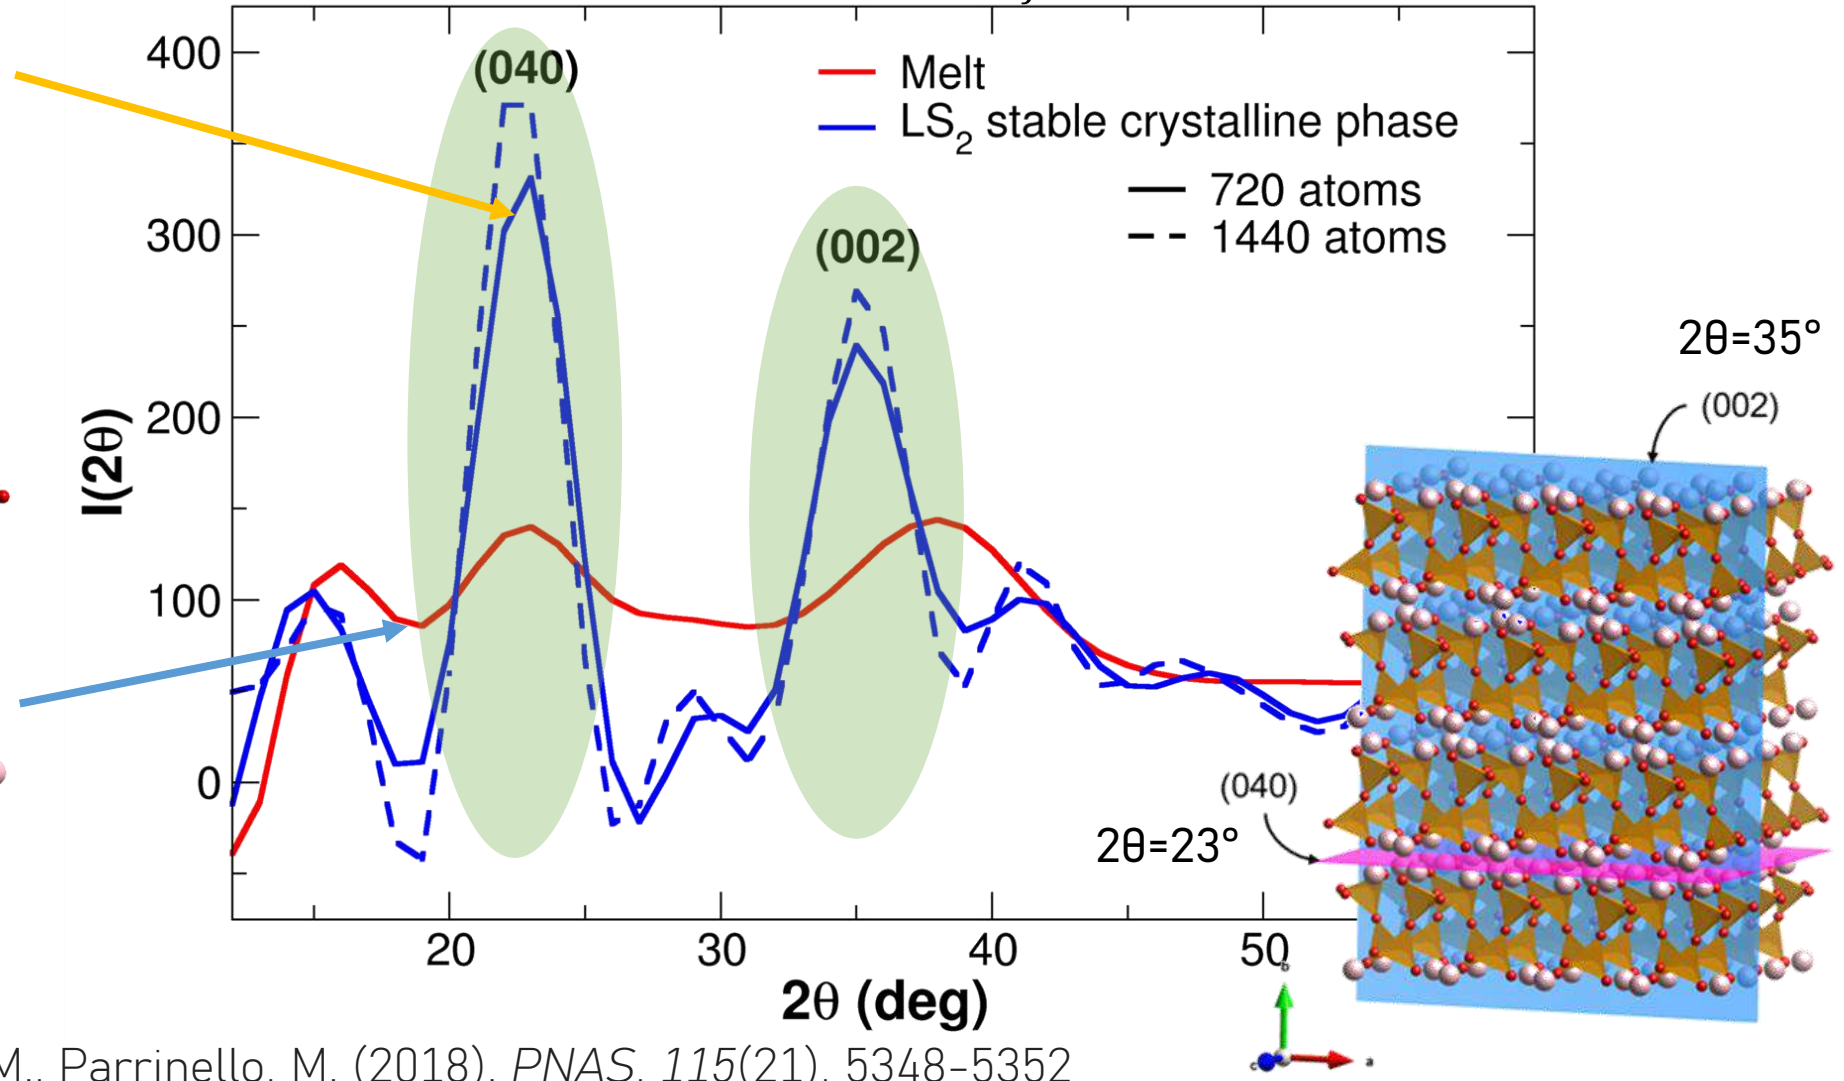 400
(040)
Melt
LS2 stable crystalline phase
720 atoms
1440 atoms
300
(002)
2θ=35°
(002)
200
I(2θ)
100
0
(040)
2θ=23°
20
30
40
50
2θ (deg)
b
c
a
M., Parrinello, M. (2018). PNAS, 115(21), 5348-5352